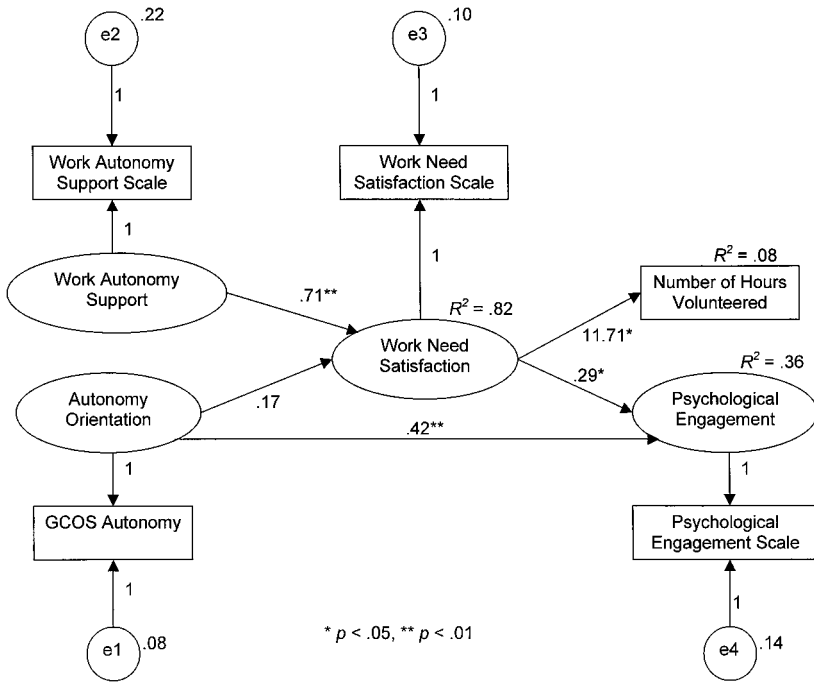 e2
.22
e3
.10
1
1
Work Autonomy
Support Scale
Work Need
Satisfaction Scale
1
1
Work Autonomy
Support
.71**
R² = .82
R² = .08
Number of Hours
Volunteered
Work Need
Satisfaction
11.71*
.29*
R² = .36
Autonomy
Orientation
.17
.42**
Psychological
Engagement
1
1
GCOS Autonomy
Psychological
Engagement Scale
1
1
* p < .05, ** p < .01
e1
.08
e4
.14